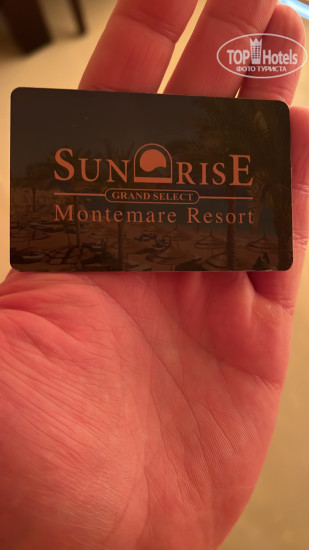 TOP Hotels
ФОТО ТУРИСТА
SUNRISE
GRAND SELECT
Montemare Resort